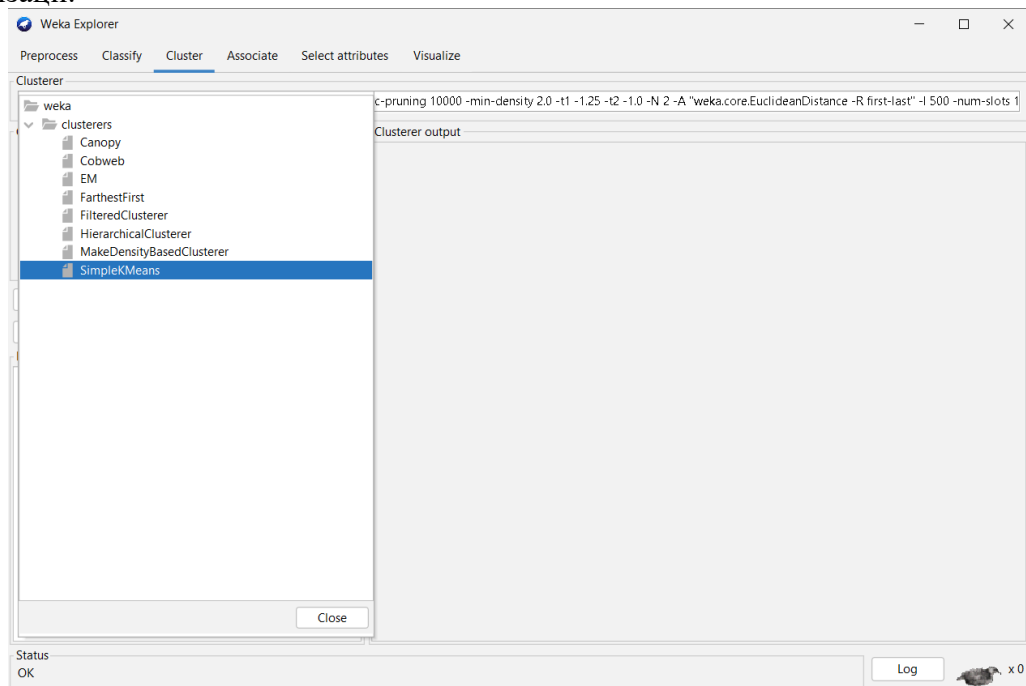 Weka Explorer
Preprocess Classify Cluster Associate Select attributes Visualize
Clusterer
weka
c-pruning 10000 -min-density 2.0 -t1 -1.25 -t2 -1.0 -N 2 -A "weka.core.EuclideanDistance -R first-last" -I 500 -num-slots 1
clusterers
Clusterer output
Canopy
Cobweb
EM
FarthestFirst
FilteredClusterer
HierarchicalClusterer
MakeDensityBasedClusterer
SimpleKMeans
Close
Status
OK
Log
x 0